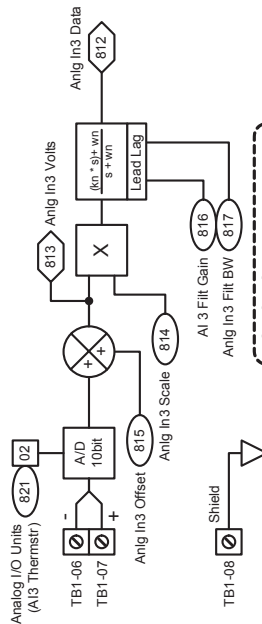 Analog I/O Units
(AI3 Thermstr)
821
02
TB1-06
-
TB1-07
+
A/D
10bit
+
+
815
Anlg In3 Offset
813
Anlg In3 Volts
X
814
Anlg In3 Scale
(kn * s)+ wn
s + wn
Lead Lag
812
Anlg In3 Data
816
AI 3 Filt Gain
817
Anlg In3 Filt BW
TB1-08
Shield